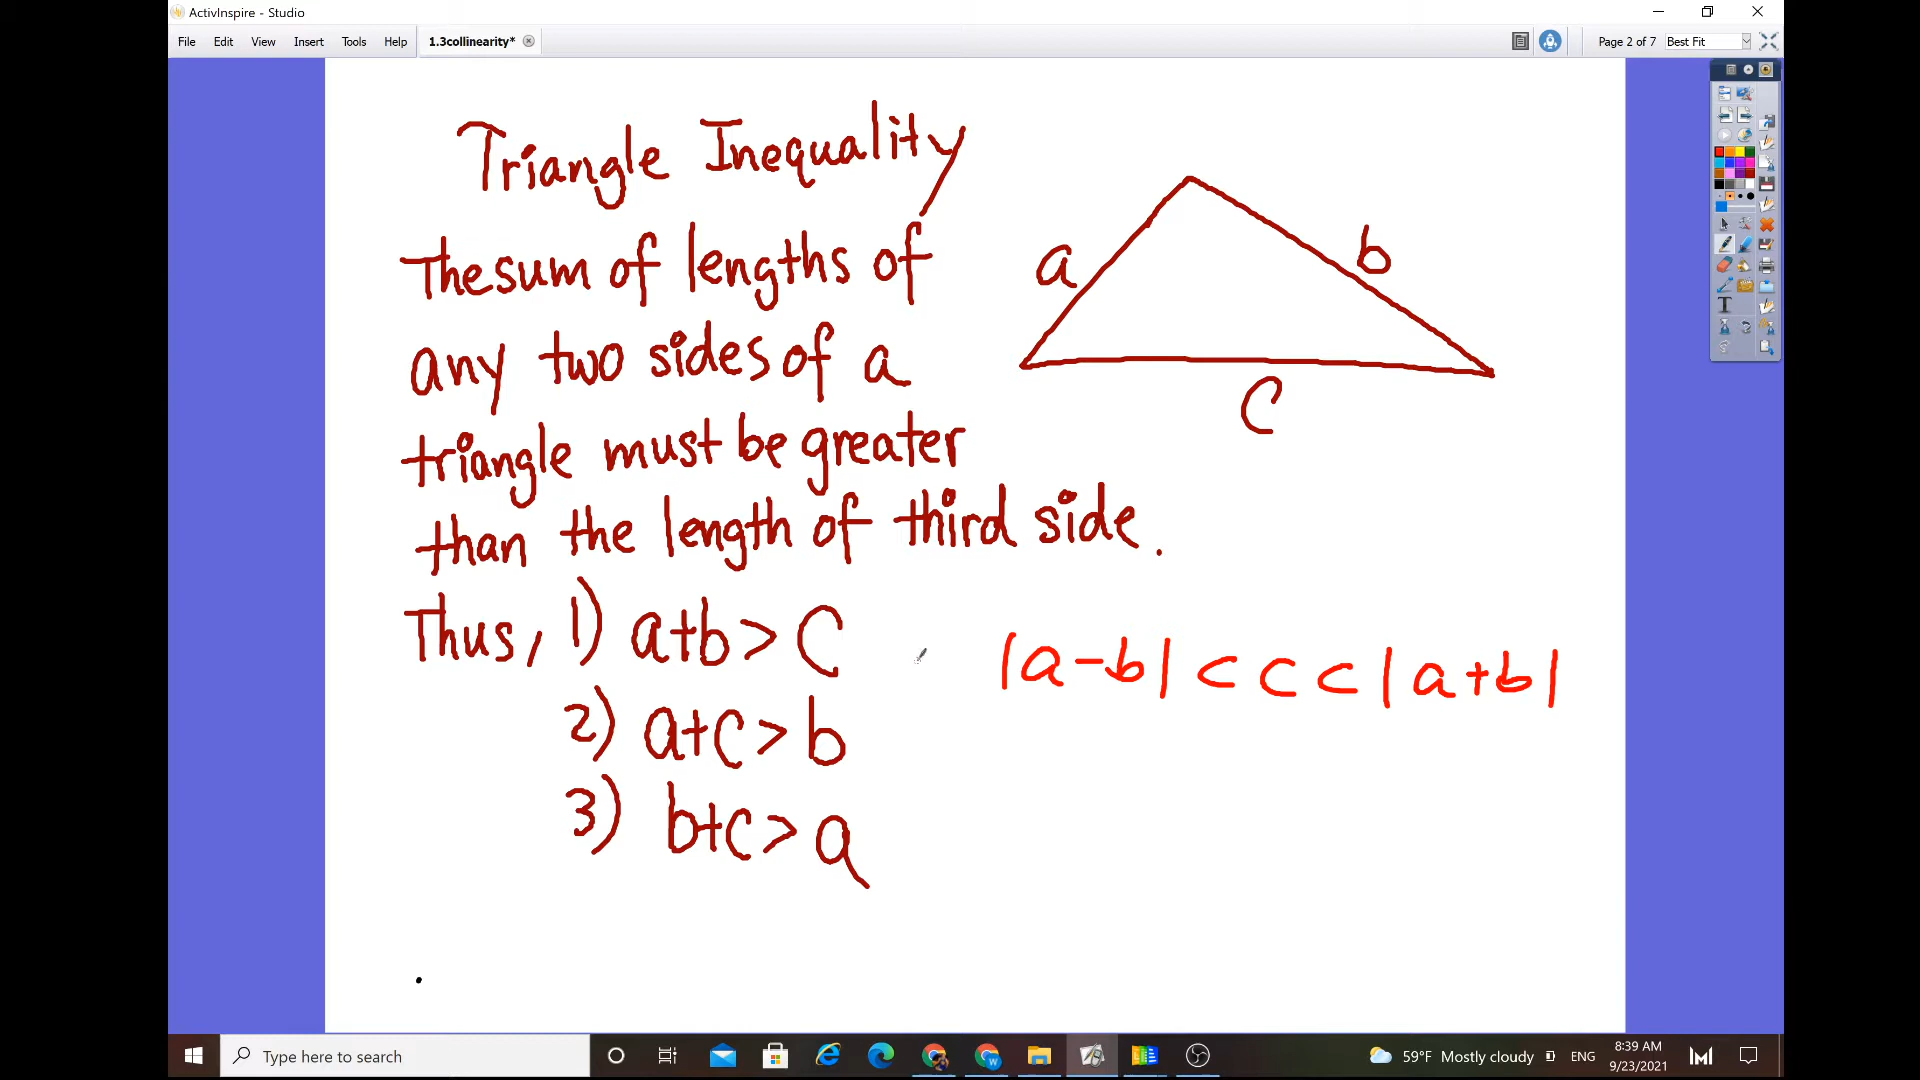 ActivInspire - Studio
File Edit View Insert Tools Help 1.3collinearity* Page 2 of 7 Best Fit
Triangle Inequality
The sum of lengths of
any two sides of a
triangle must be greater
than the length of third side.
a
b
C
Thus, 1) a+b > C
|a-b| < c < |a+b|
2) a+c > b
3) b+c > a
T
Type here to search
59°F Mostly cloudy ENG
8:39 AM
9/23/2021